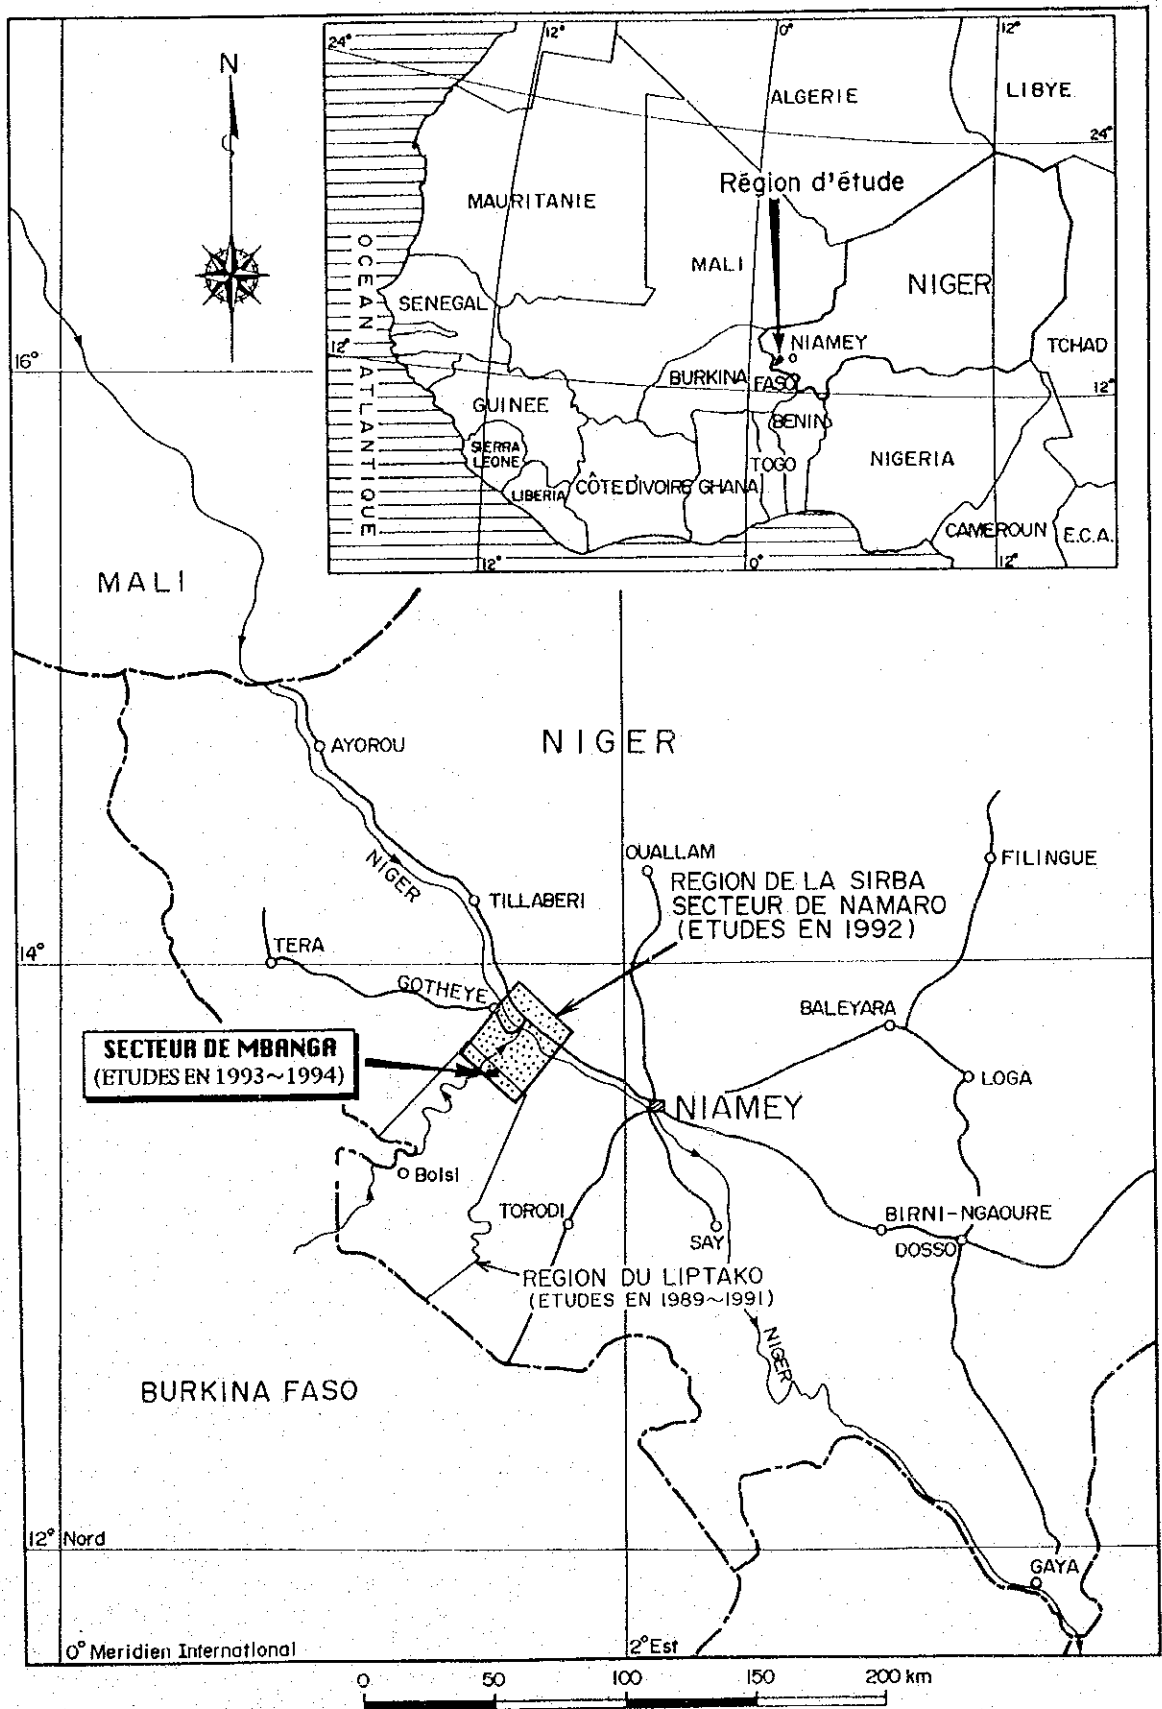 N
24°
12°
0°
12°
ALGERIE
LIBYE
24°
Région d'étude
MAURITANIE
OCEAN ATLANTIQUE
MALI
NIGER
SENEGAL
12°
NIAMEY
TCHAD
BURKINA FASO
12°
GUINEE
BENIN
SIERRA
LEONE
TOGO
NIGERIA
LIBERIA
CÔTE D'IVOIRE
GHANA
CAMEROUN
E.C.A.
12°
0°
12°
16°
MALI
NIGER
AYOROU
NIGER
OUALLAM
FILINGUE
REGION DE LA SIRBA
SECTEUR DE NAMARO
(ETUDES EN 1992)
TILLABERI
14°
TERA
GOTHEYE
BALEYARA
SECTEUR DE MBANGA
(ETUDES EN 1993~1994)
LOGA
NIAMEY
Bolsi
TORODI
SAY
BIRNI-NGAOURE
DOSSO
REGION DU LIPTAKO
(ETUDES EN 1989~1991)
NIGER
BURKINA FASO
12° Nord
GAYA
0° Meridien International
2° Est
0 50 100 150 200 km